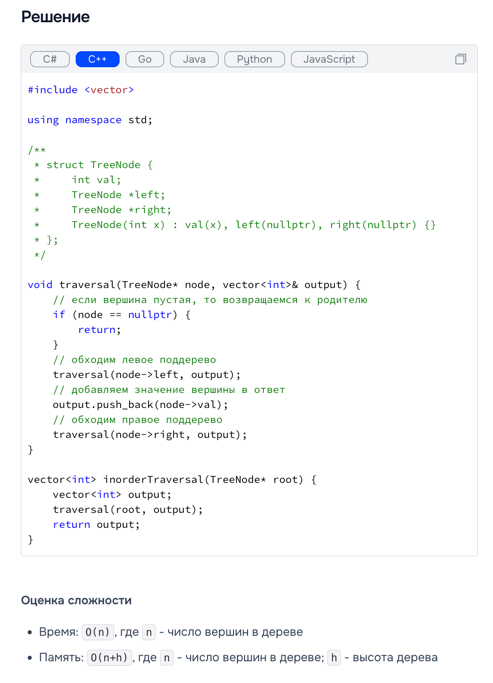 Решение
C# C++ Go Java Python JavaScript
#include <vector>
using namespace std;
/**
 * struct TreeNode {
 *     int val;
 *     TreeNode *left;
 *     TreeNode *right;
 *     TreeNode(int x) : val(x), left(nullptr), right(nullptr) {}
 * };
 */
void traversal(TreeNode* node, vector<int>& output) {
    // если вершина пустая, то возвращаемся к родителю
    if (node == nullptr) {
        return;
    }
    // обходим левое поддерево
    traversal(node->left, output);
    // добавляем значение вершины в ответ
    output.push_back(node->val);
    // обходим правое поддерево
    traversal(node->right, output);
}
vector<int> inorderTraversal(TreeNode* root) {
    vector<int> output;
    traversal(root, output);
    return output;
}
Оценка сложности
• Время: O(n), где n - число вершин в дереве
• Память: O(n+h), где n - число вершин в дереве; h - высота дерева